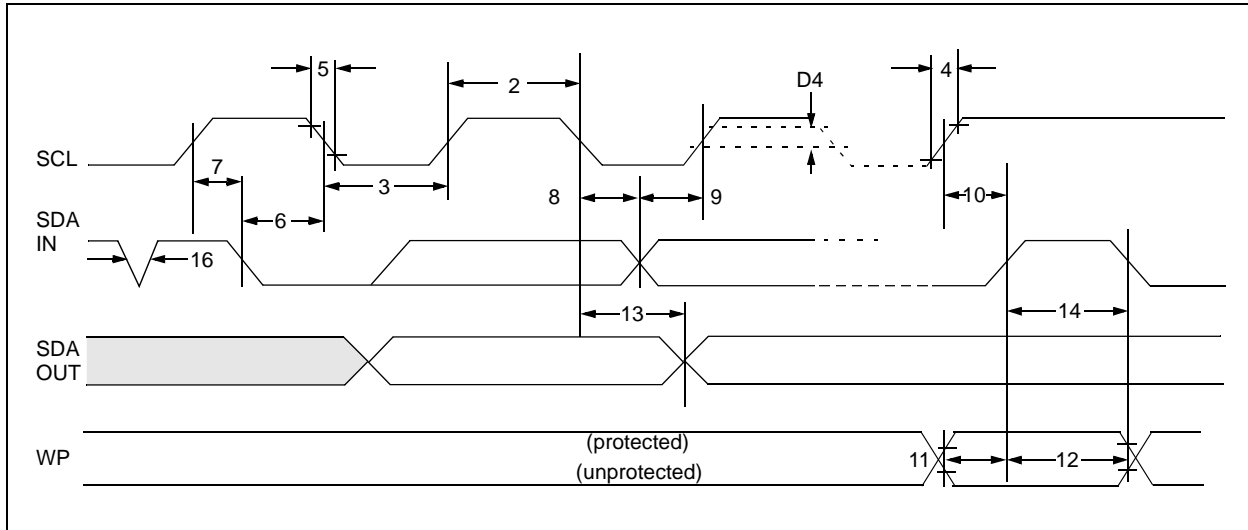 5
2
D4
4
SCL
7
3
8
9
10
6
SDA
IN
16
13
14
SDA
OUT
(protected)
WP
11
12
(unprotected)